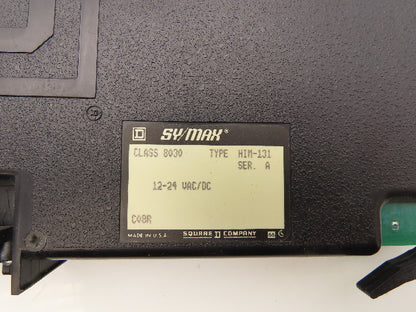 SY/MAX®
CLASS 8030 TYPE HIM-131
SER. A
12-24 VAC/DC
C08R
MADE IN U.S.A. SQUARE D COMPANY